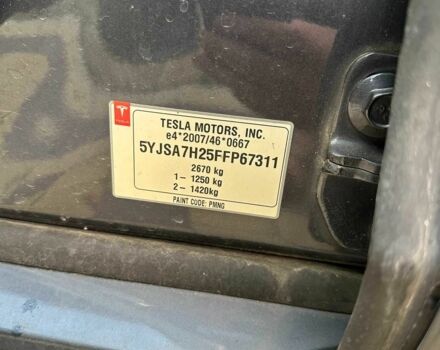 TESLA MOTORS, INC.
e4*2007/46*0667
5YJSA7H25FFP67311
2670 kg
1- 1250 kg
2- 1420kg
PAINT CODE: PMNG